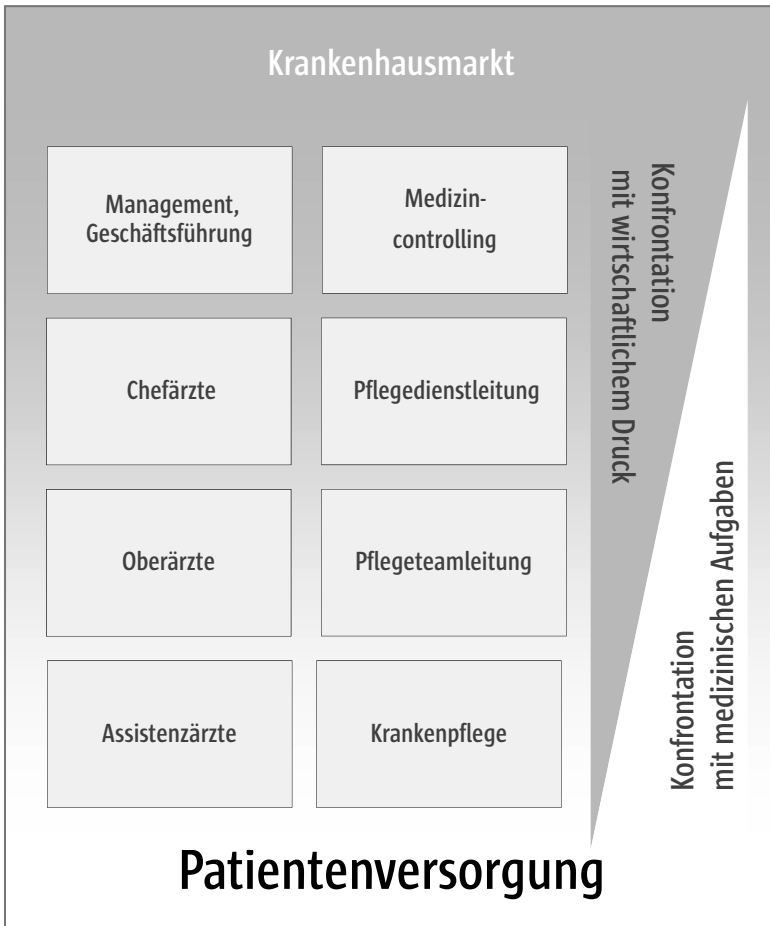 Krankenhausmarkt
Management,
Geschäftsführung
Medizin-
controlling
Konfrontation
mit wirtschaftlichem Druck
Chefärzte
Pflegedienstleitung
Oberärzte
Pflegeteamleitung
Konfrontation
mit medizinischen Aufgaben
Assistenzärzte
Krankenpflege
Patientenversorgung